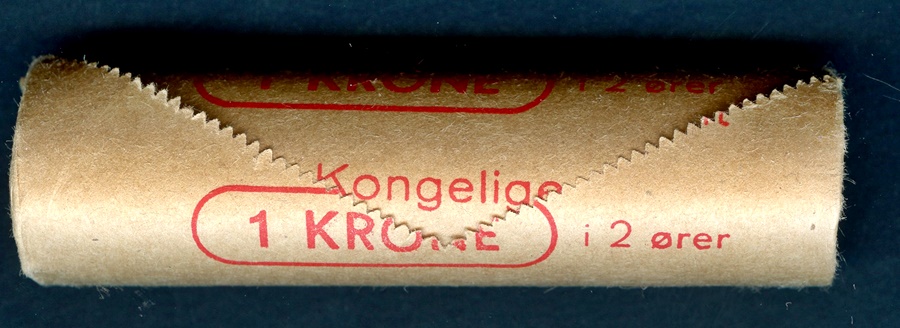 1 KRONE i 2 ører
Kongelige
1 KRONE i 2 ører